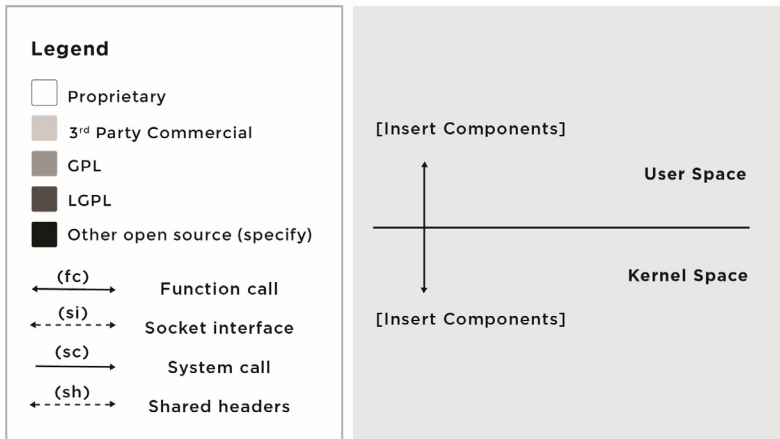 Legend
Proprietary
3rd Party Commercial
GPL
LGPL
Other open source (specify)
(fc)
Function call
(si)
Socket interface
(sc)
System call
(sh)
Shared headers
[Insert Components]
User Space
Kernel Space
[Insert Components]